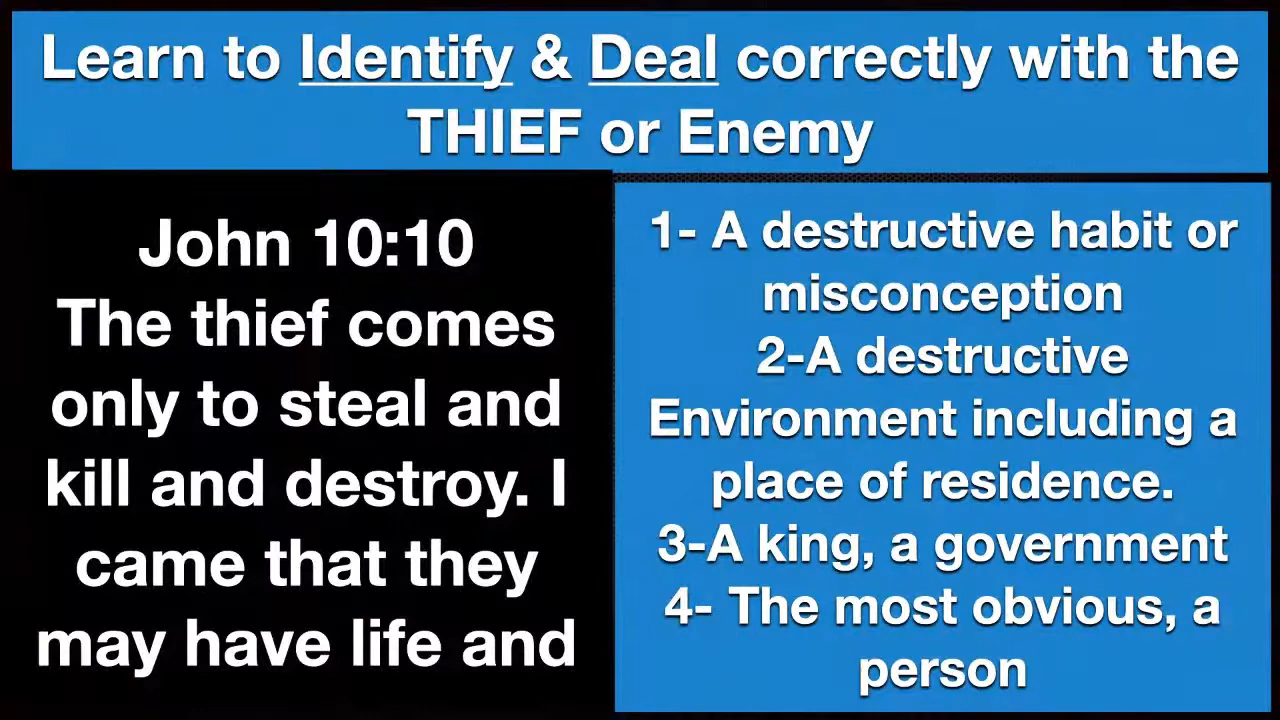 Learn to Identify & Deal correctly with the
THIEF or Enemy
John 10:10
The thief comes
only to steal and
kill and destroy. I
came that they
may have life and
1- A destructive habit or
misconception
2-A destructive
Environment including a
place of residence.
3-A king, a government
4- The most obvious, a
person